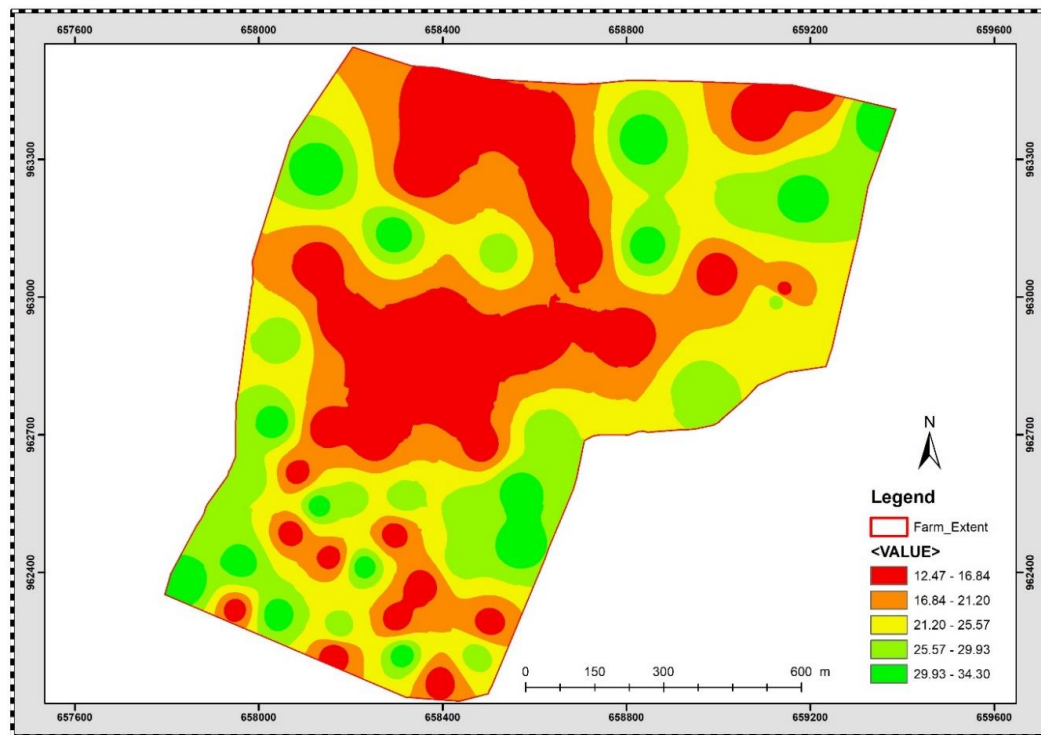 657600 658000 658400 658800 659200 659600
963300 963300
963000 963000
962700 962700
962400 962400
N
Legend
Farm_Extent
<VALUE>
12.47 - 16.84
16.84 - 21.20
21.20 - 25.57
25.57 - 29.93
29.93 - 34.30
0 150 300 600 m
657600 658000 658400 658800 659200 659600